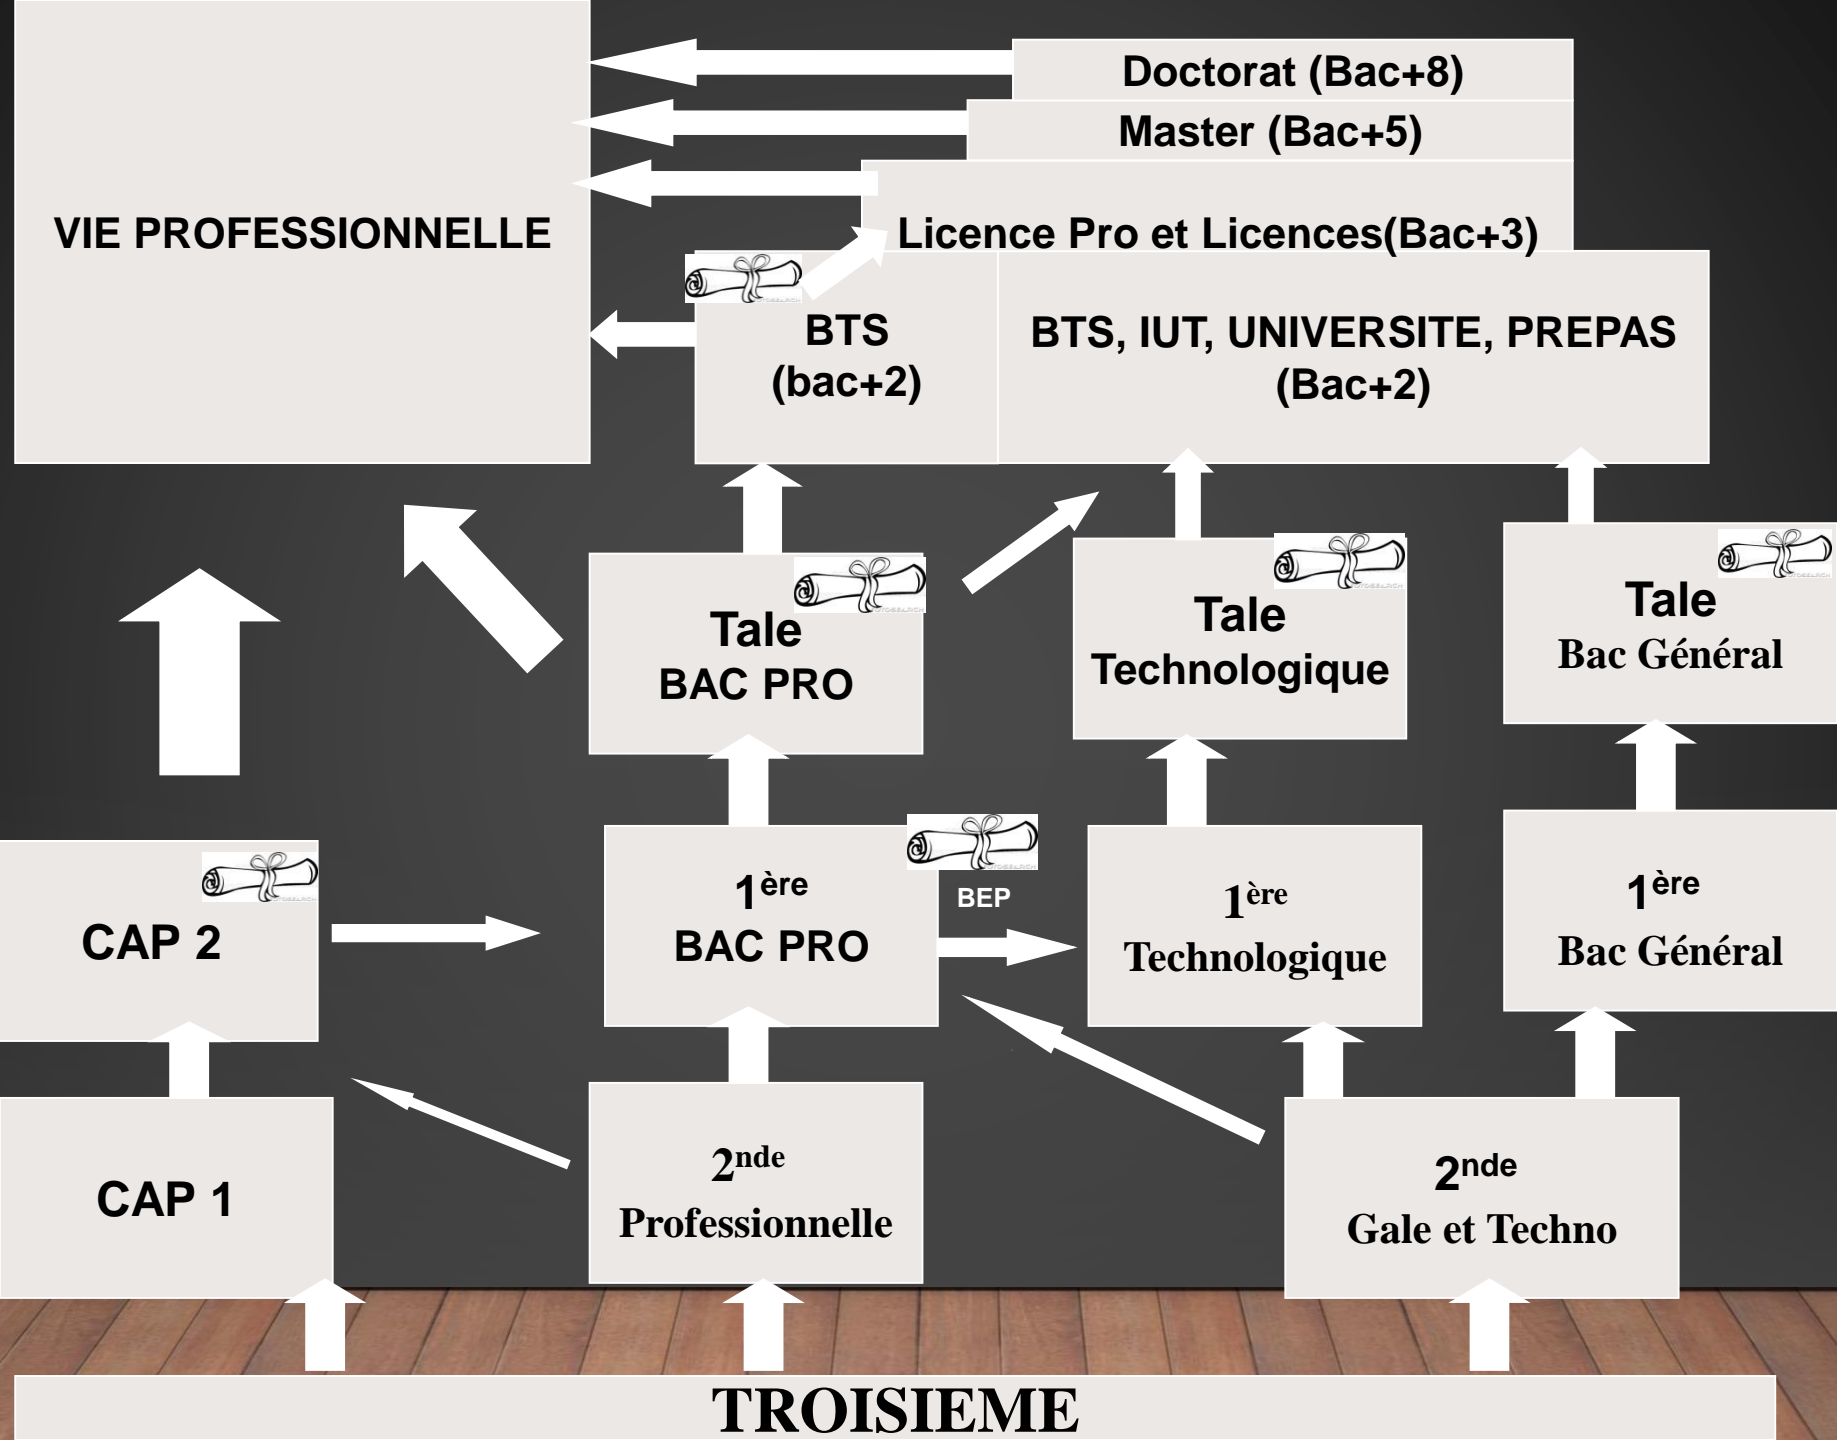 Doctorat (Bac+8)
Master (Bac+5)
VIE PROFESSIONNELLE
Licence Pro et Licences(Bac+3)
BTS
(bac+2)
BTS, IUT, UNIVERSITE, PREPAS
(Bac+2)
Tale
BAC PRO
Tale
Technologique
Tale
Bac Général
CAP 2
1ère
BAC PRO
BEP
1ère
Technologique
1ère
Bac Général
CAP 1
2nde
Professionnelle
2nde
Gale et Techno
TROISIEME